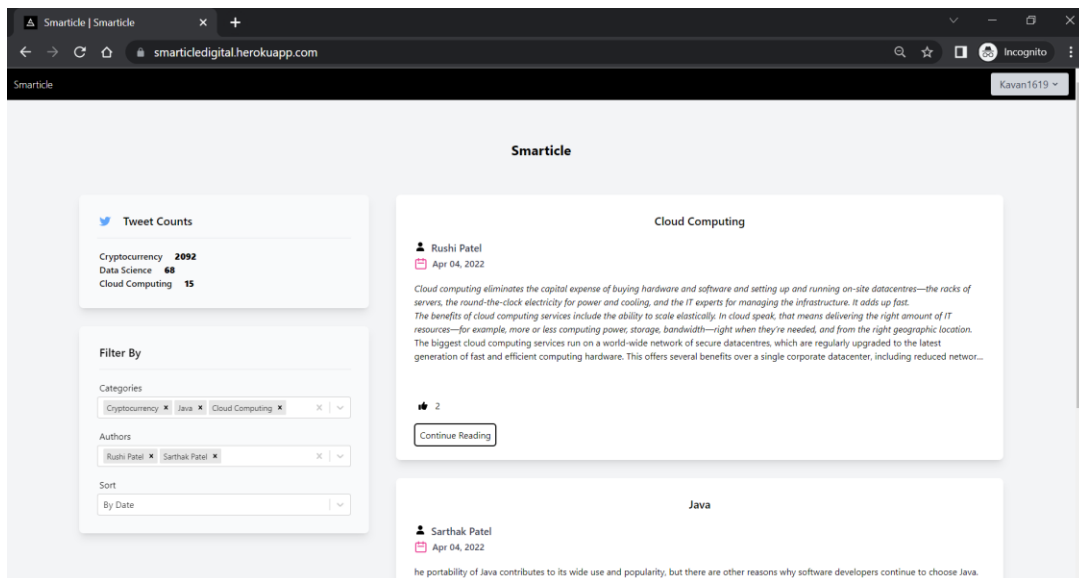 Smarticle | Smarticle
smarticledigital.herokuapp.com
Incognito
Smarticle
Kavan1619
Smarticle
Tweet Counts
Cryptocurrency 2092
Data Science 68
Cloud Computing 15
Filter By
Categories
Cryptocurrency × Java × Cloud Computing ×
Authors
Rushi Patel × Sarthak Patel ×
Sort
By Date
Cloud Computing
Rushi Patel
Apr 04, 2022
Cloud computing eliminates the capital expense of buying hardware and software and setting up and running on-site datacentres—the racks of
servers, the round-the-clock electricity for power and cooling, and the IT experts for managing the infrastructure. It adds up fast.
The benefits of cloud computing services include the ability to scale elastically. In cloud speak, that means delivering the right amount of IT
resources—for example, more or less computing power, storage, bandwidth—right when they're needed, and from the right geographic location.
The biggest cloud computing services run on a world-wide network of secure datacentres, which are regularly upgraded to the latest
generation of fast and efficient computing hardware. This offers several benefits over a single corporate datacenter, including reduced networ...
2
Continue Reading
Java
Sarthak Patel
Apr 04, 2022
he portability of Java contributes to its wide use and popularity, but there are other reasons why software developers continue to choose Java.